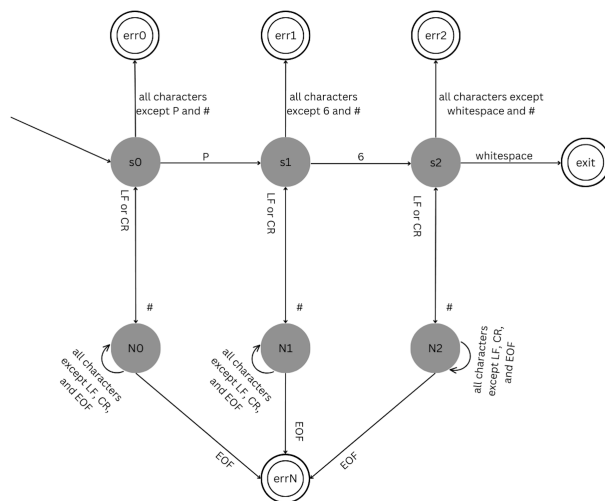 err0
err1
err2
all characters
except P and #
all characters
except 6 and #
all characters except
whitespace and #
s0
P
s1
6
s2
whitespace
exit
LF or CR
LF or CR
LF or CR
#
#
#
N0
N1
N2
all characters
except LF, CR,
and EOF
all characters
except LF, CR,
and EOF
all characters
except LF, CR,
and EOF
EOF
EOF
EOF
errN